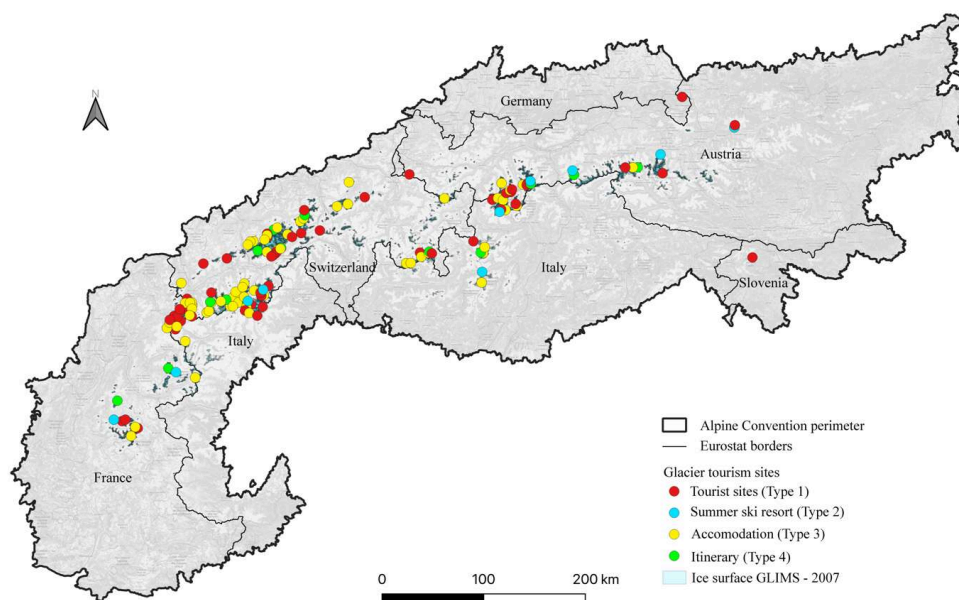 Germany
N
Austria
Switzerland
Italy
Slovenia
Italy
France
Alpine Convention perimeter
Eurostat borders
Glacier tourism sites
Tourist sites (Type 1)
Summer ski resort (Type 2)
Accomodation (Type 3)
Itinerary (Type 4)
Ice surface GLIMS - 2007
0 100 200 km